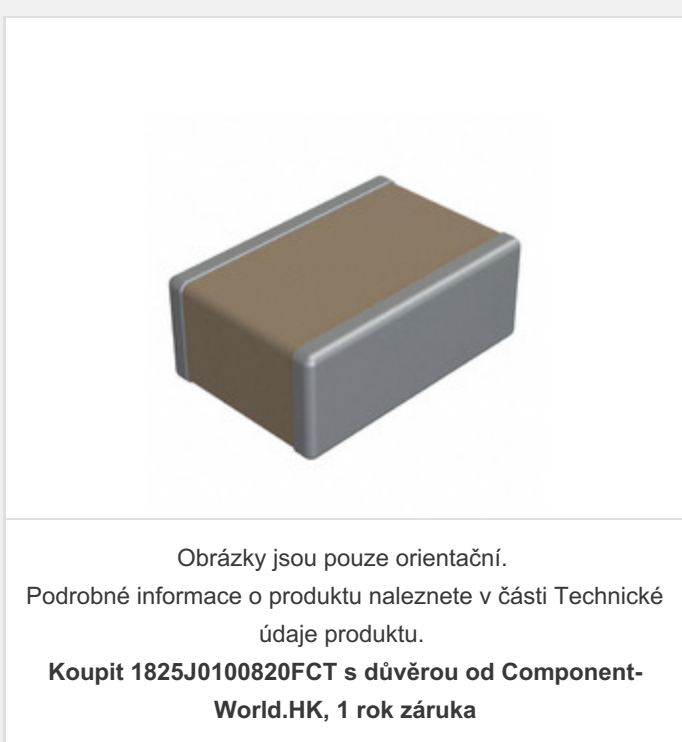 Obrázky jsou pouze orientační.
Podrobné informace o produktu naleznete v části Technické
údaje produktu.
Koupit 1825J0100820FCT s důvěrou od Component-
World.HK, 1 rok záruka